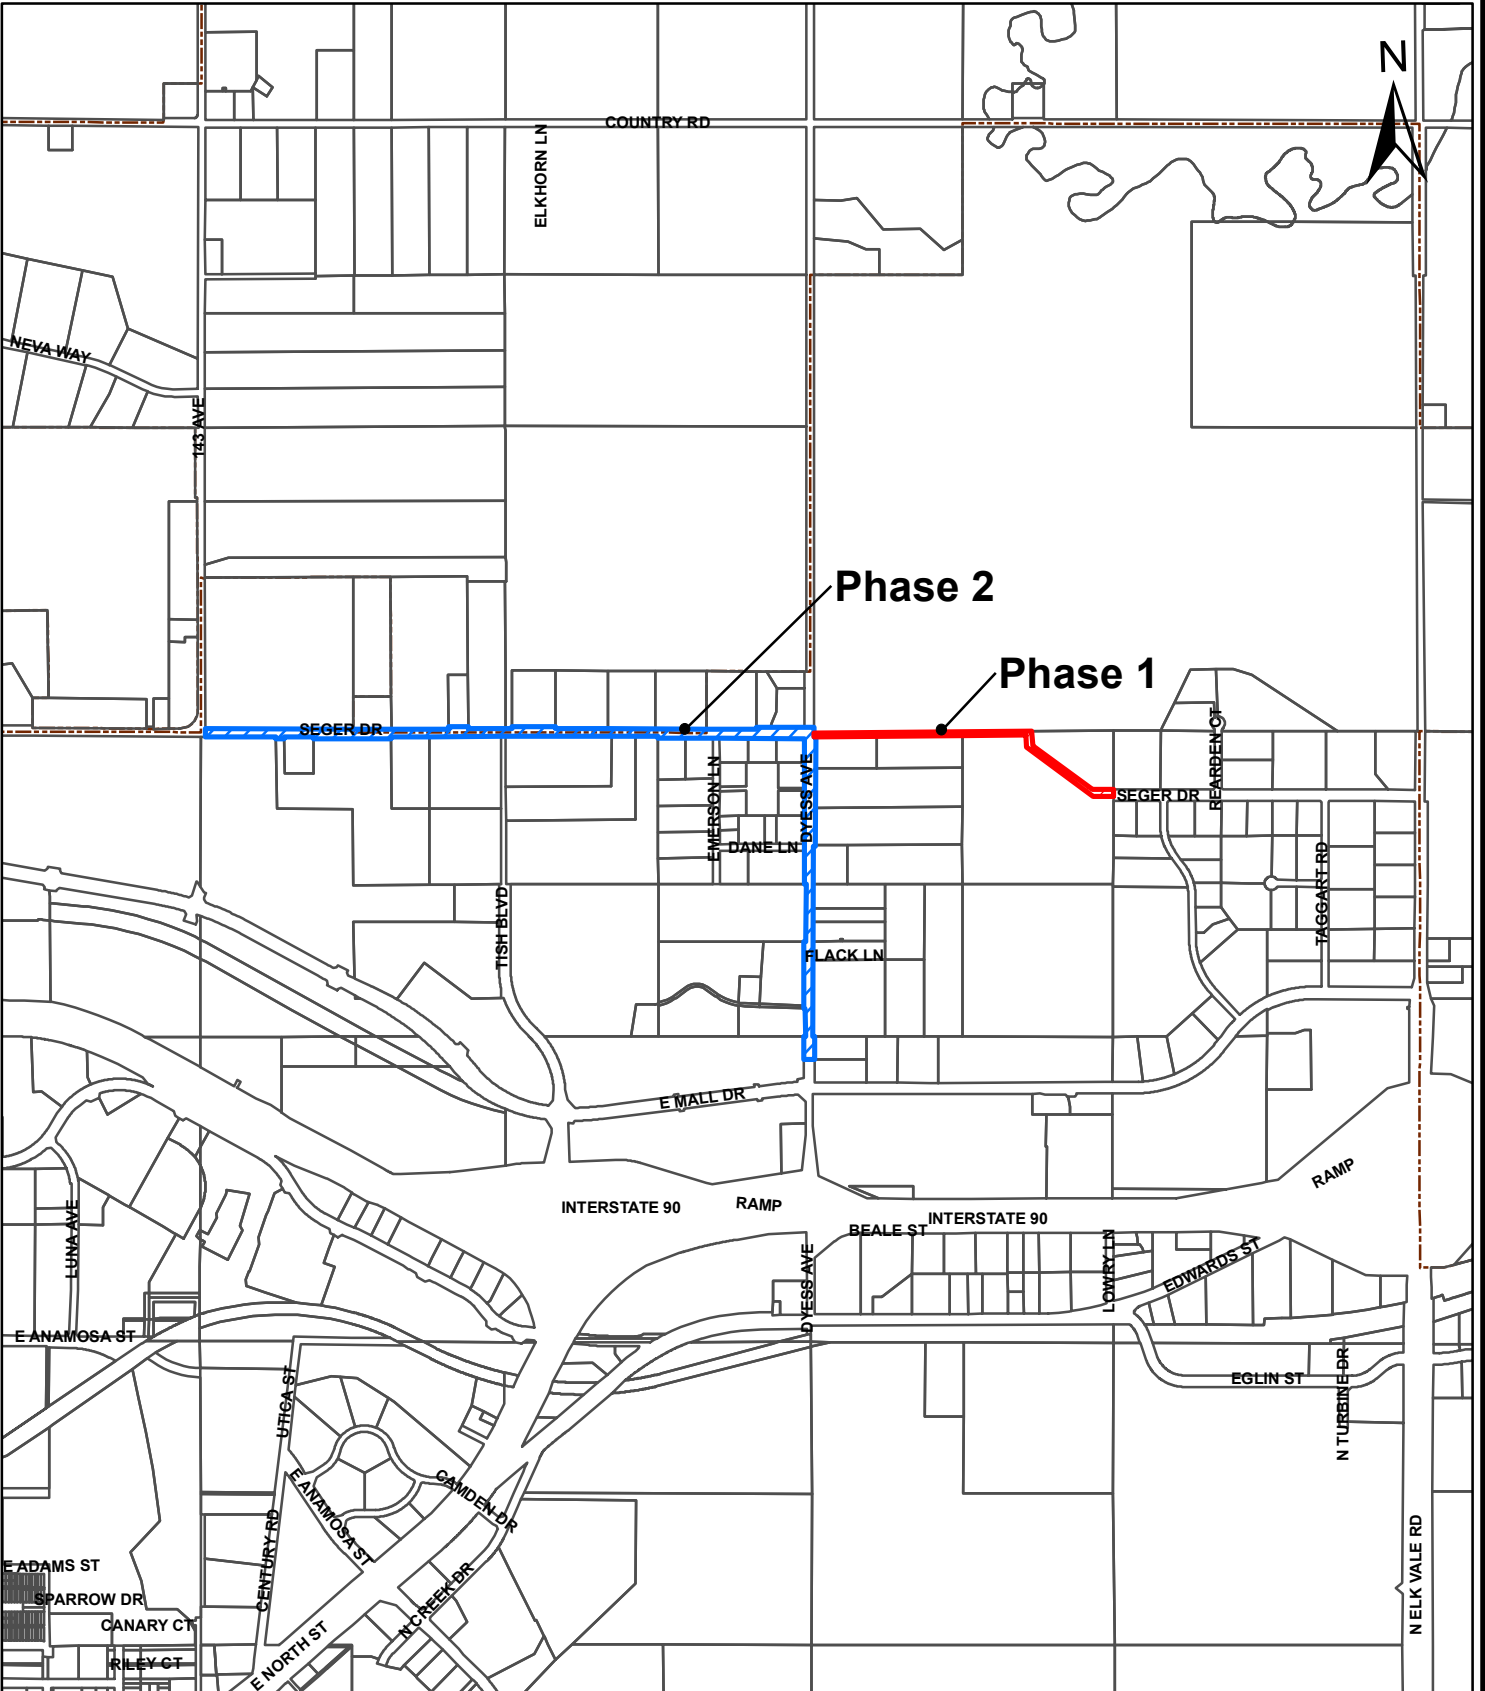 N
COUNTRY RD
ELKHORN LN
NEVA WAY
143 AVE
Phase 2
Phase 1
SEGER DR
REARDEN CT
SEGER DR
EMERSON LN
DYESS AVE
DANE LN
TAGGART RD
TISH BLVD
FLACK LN
E MALL DR
RAMP
INTERSTATE 90
RAMP
INTERSTATE 90
BEALE ST
LUNA AVE
DYESS AVE
LOWRY LN
EDWARDS ST
E ANAMOSA ST
UTICA ST
EGLIN ST
N TURBINE DR
E ANAMOSA ST
CAMDEN DR
CENTURY RD
N ELK VALE RD
E ADAMS ST
SPARROW DR
CANARY CT
N CREEK DR
RILEY CT
E NORTH ST